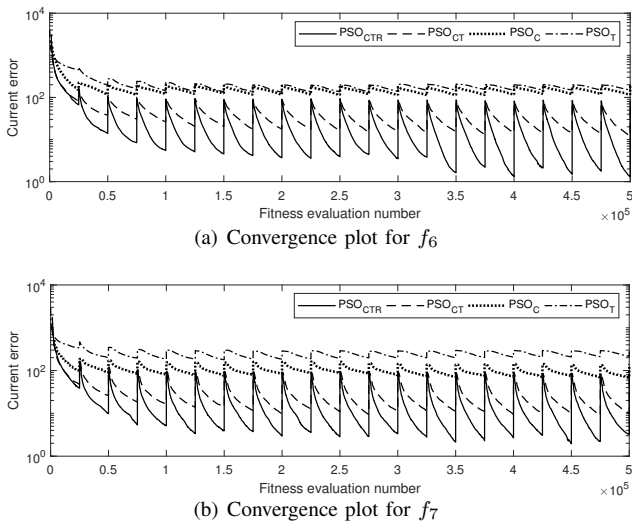 10^4
PSO_CTR PSO_CT PSO_C PSO_T
Current error
10^2
10^0
0 0.5 1 1.5 2 2.5 3 3.5 4 4.5 5
Fitness evaluation number
×10^5
(a) Convergence plot for f_6
10^4
PSO_CTR PSO_CT PSO_C PSO_T
Current error
10^2
10^0
0 0.5 1 1.5 2 2.5 3 3.5 4 4.5 5
Fitness evaluation number
×10^5
(b) Convergence plot for f_7